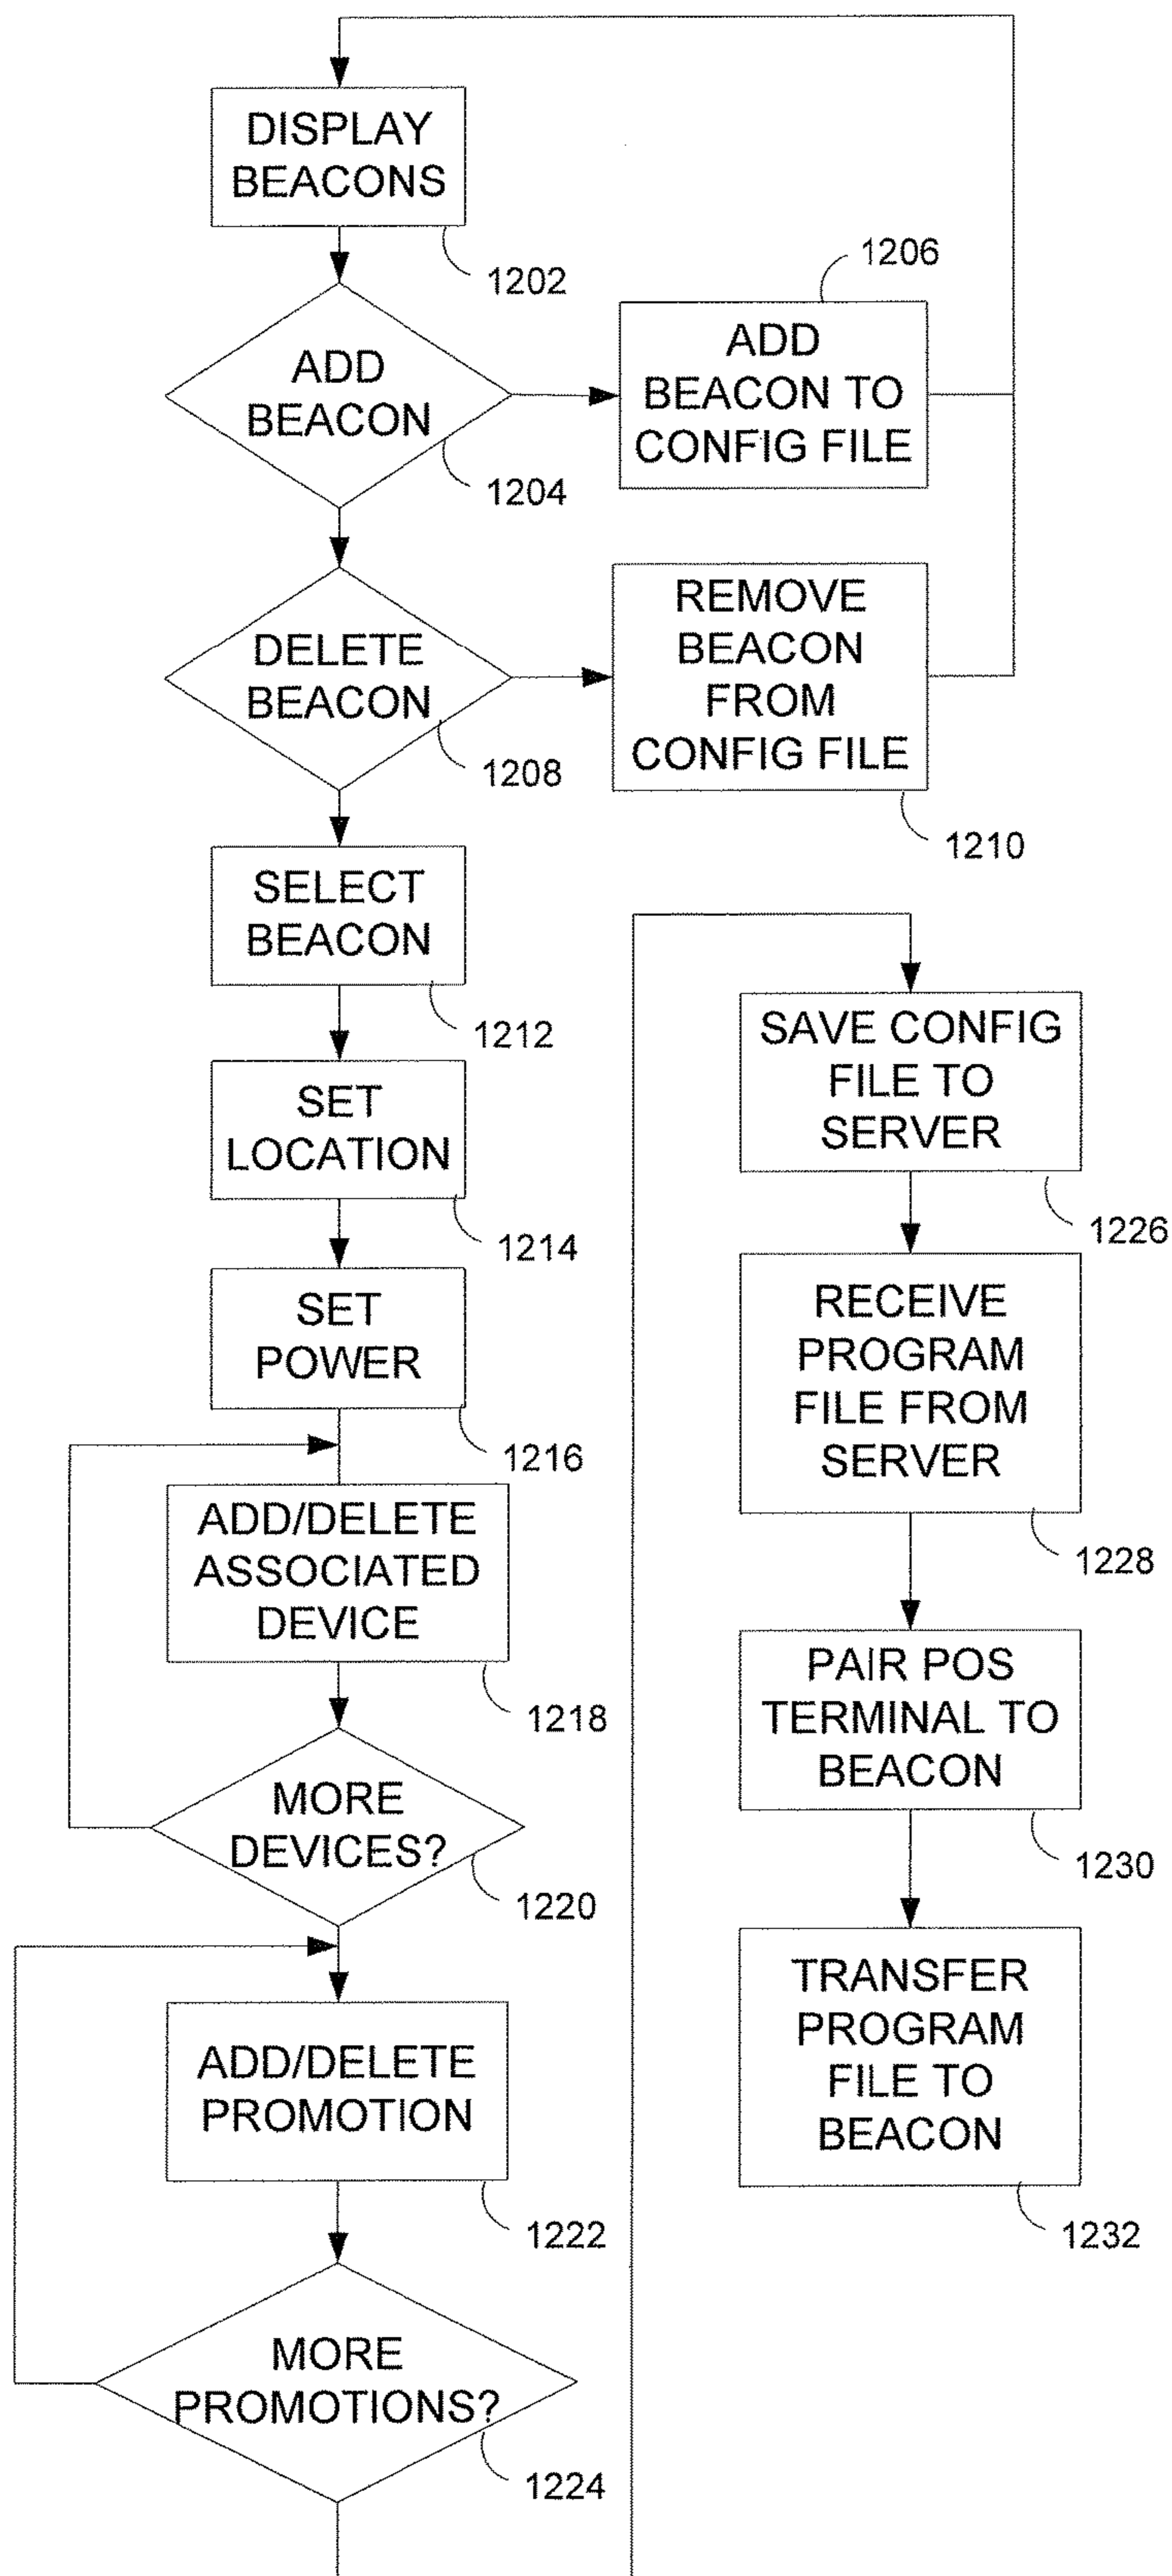 DISPLAY
BEACONS
1202
ADD
BEACON
1204
1206
ADD
BEACON TO
CONFIG FILE
DELETE
BEACON
1208
REMOVE
BEACON
FROM
CONFIG FILE
1210
SELECT
BEACON
1212
SET
LOCATION
1214
SET
POWER
1216
ADD/DELETE
ASSOCIATED
DEVICE
1218
MORE
DEVICES?
1220
ADD/DELETE
PROMOTION
1222
MORE
PROMOTIONS?
1224
SAVE CONFIG
FILE TO
SERVER
1226
RECEIVE
PROGRAM
FILE FROM
SERVER
1228
PAIR POS
TERMINAL TO
BEACON
1230
TRANSFER
PROGRAM
FILE TO
BEACON
1232